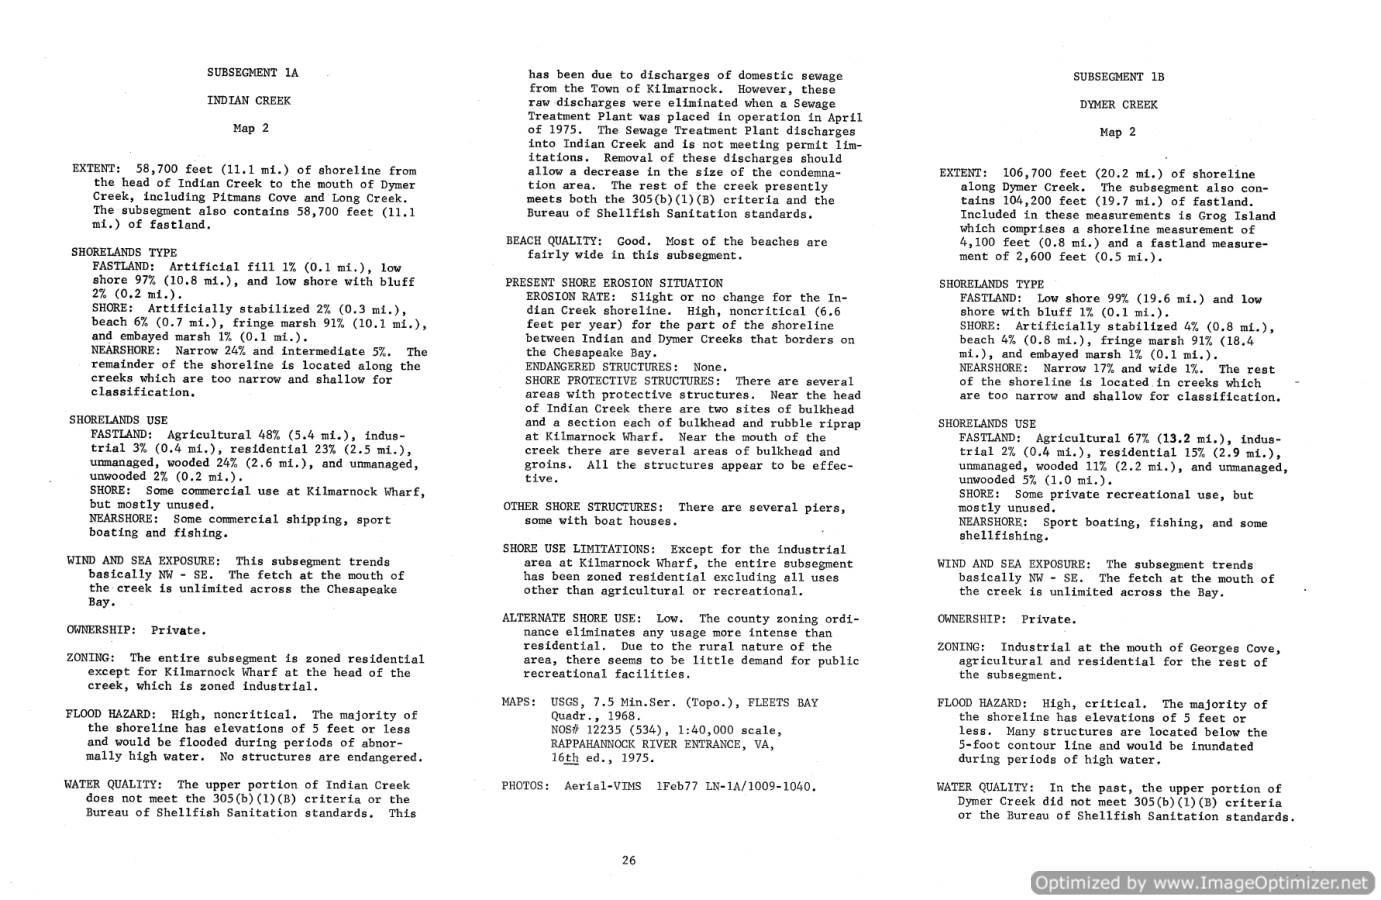 SUBSEGMENT 1A
INDIAN CREEK
Map 2
EXTENT: 58,700 feet (11.1 mi.) of shoreline from
the head of Indian Creek to the mouth of Dymer
Creek, including Pitmans Cove and Long Creek.
The subsegment also contains 58,700 feet (11.1
mi.) of fastland.
SHORELANDS TYPE
FASTLAND: Artificial fill 1% (0.1 mi.), low
shore 97% (10.8 mi.), and low shore with bluff
2% (0.2 mi.).
SHORE: Artificially stabilized 2% (0.3 mi.),
beach 6% (0.7 mi.), fringe marsh 91% (10.1 mi.),
and embayed marsh 1% (0.1 mi.).
NEARSHORE: Narrow 24% and intermediate 5%. The
remainder of the shoreline is located along the
creeks which are too narrow and shallow for
classification.
SHORELANDS USE
FASTLAND: Agricultural 48% (5.4 mi.), indus-
trial 3% (0.4 mi.), residential 23% (2.5 mi.),
unmanaged, wooded 24% (2.6 mi.), and unmanaged,
unwooded 2% (0.2 mi.).
SHORE: Some commercial use at Kilmarnock Wharf,
but mostly unused.
NEARSHORE: Some commercial shipping, sport
boating and fishing.
WIND AND SEA EXPOSURE: This subsegment trends
basically NW - SE. The fetch at the mouth of
the creek is unlimited across the Chesapeake
Bay.
OWNERSHIP: Private.
ZONING: The entire subsegment is zoned residential
except for Kilmarnock Wharf at the head of the
creek, which is zoned industrial.
FLOOD HAZARD: High, noncritical. The majority of
the shoreline has elevations of 5 feet or less
and would be flooded during periods of abnor-
mally high water. No structures are endangered.
WATER QUALITY: The upper portion of Indian Creek
does not meet the 305(b)(1)(B) criteria or the
Bureau of Shellfish Sanitation standards. This
has been due to discharges of domestic sewage
from the Town of Kilmarnock. However, these
raw discharges were eliminated when a Sewage
Treatment Plant was placed in operation in April
of 1975. The Sewage Treatment Plant discharges
into Indian Creek and is not meeting permit lim-
itations. Removal of these discharges should
allow a decrease in the size of the condemna-
tion area. The rest of the creek presently
meets both the 305(b)(1)(B) criteria and the
Bureau of Shellfish Sanitation standards.
BEACH QUALITY: Good. Most of the beaches are
fairly wide in this subsegment.
PRESENT SHORE EROSION SITUATION
EROSION RATE: Slight or no change for the In-
dian Creek shoreline. High, noncritical (6.6
feet per year) for the part of the shoreline
between Indian and Dymer Creeks that borders on
the Chesapeake Bay.
ENDANGERED STRUCTURES: None.
SHORE PROTECTIVE STRUCTURES: There are several
areas with protective structures. Near the head
of Indian Creek there are two sites of bulkhead
and a section each of bulkhead and rubble riprap
at Kilmarnock Wharf. Near the mouth of the
creek there are several areas of bulkhead and
groins. All the structures appear to be effec-
tive.
OTHER SHORE STRUCTURES: There are several piers,
some with boat houses.
SHORE USE LIMITATIONS: Except for the industrial
area at Kilmarnock Wharf, the entire subsegment
has been zoned residential excluding all uses
other than agricultural or recreational.
ALTERNATE SHORE USE: Low. The county zoning ordi-
nance eliminates any usage more intense than
residential. Due to the rural nature of the
area, there seems to be little demand for public
recreational facilities.
MAPS: USGS, 7.5 Min.Ser. (Topo.), FLEETS BAY
Quadr., 1968.
NOS# 12235 (534), 1:40,000 scale,
RAPPAHANNOCK RIVER ENTRANCE, VA,
16th ed., 1975.
PHOTOS: Aerial-VIMS 1Feb77 LN-1A/1009-1040.
SUBSEGMENT 1B
DYMER CREEK
Map 2
EXTENT: 106,700 feet (20.2 mi.) of shoreline
along Dymer Creek. The subsegment also con-
tains 104,200 feet (19.7 mi.) of fastland.
Included in these measurements is Grog Island
which comprises a shoreline measurement of
4,100 feet (0.8 mi.) and a fastland measure-
ment of 2,600 feet (0.5 mi.).
SHORELANDS TYPE
FASTLAND: Low shore 99% (19.6 mi.) and low
shore with bluff 1% (0.1 mi.).
SHORE: Artificially stabilized 4% (0.8 mi.),
beach 4% (0.8 mi.), fringe marsh 91% (18.4
mi.), and embayed marsh 1% (0.1 mi.).
NEARSHORE: Narrow 17% and wide 1%. The rest
of the shoreline is located in creeks which
are too narrow and shallow for classification.
SHORELANDS USE
FASTLAND: Agricultural 67% (13.2 mi.), indus-
trial 2% (0.4 mi.), residential 15% (2.9 mi.),
unmanaged, wooded 11% (2.2 mi.), and unmanaged,
unwooded 5% (1.0 mi.).
SHORE: Some private recreational use, but
mostly unused.
NEARSHORE: Sport boating, fishing, and some
shellfishing.
WIND AND SEA EXPOSURE: The subsegment trends
basically NW - SE. The fetch at the mouth of
the creek is unlimited across the Bay.
OWNERSHIP: Private.
ZONING: Industrial at the mouth of Georges Cove,
agricultural and residential for the rest of
the subsegment.
FLOOD HAZARD: High, critical. The majority of
the shoreline has elevations of 5 feet or
less. Many structures are located below the
5-foot contour line and would be inundated
during periods of high water.
WATER QUALITY: In the past, the upper portion of
Dymer Creek did not meet 305(b)(1)(B) criteria
or the Bureau of Shellfish Sanitation standards.
26
Optimized by www.ImageOptimizer.net